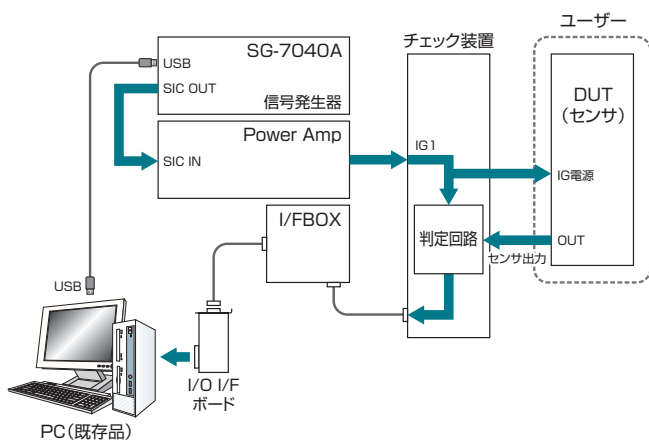 ユーザー
SG-7040A
チェック装置
USB
SIC OUT
信号発生器
DUT
(センサ)
Power Amp
SIC IN
IG1
IG電源
I/FBOX
判定回路
OUT
センサ出力
USB
I/O I/F
ボード
PC(既存品)